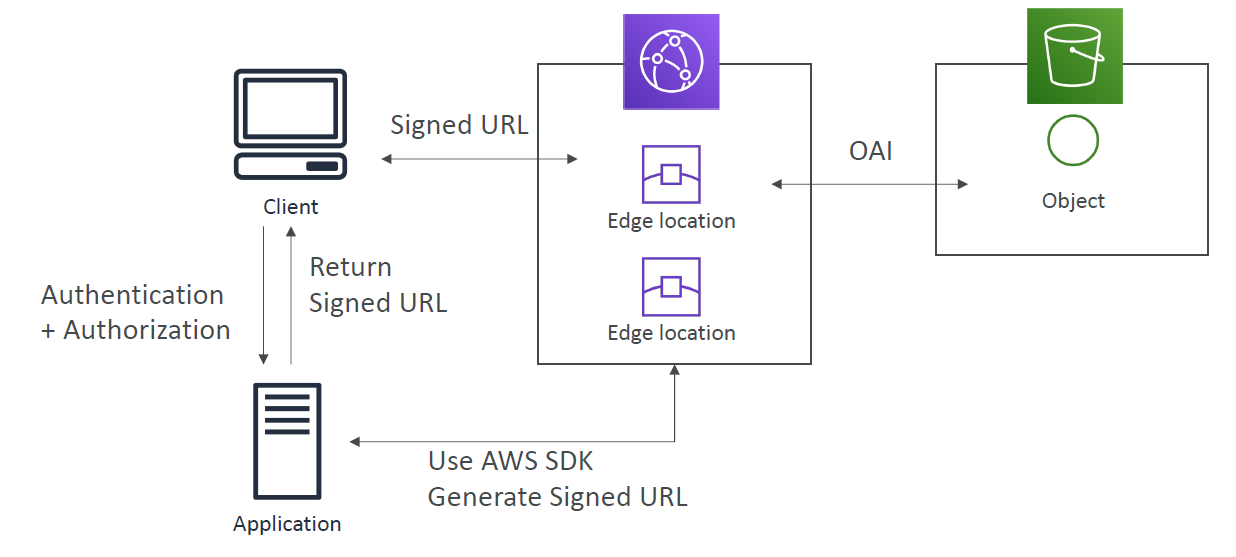 Signed URL
OAI
Client
Edge location
Object
Return
Signed URL
Authentication
+ Authorization
Edge location
Use AWS SDK
Generate Signed URL
Application